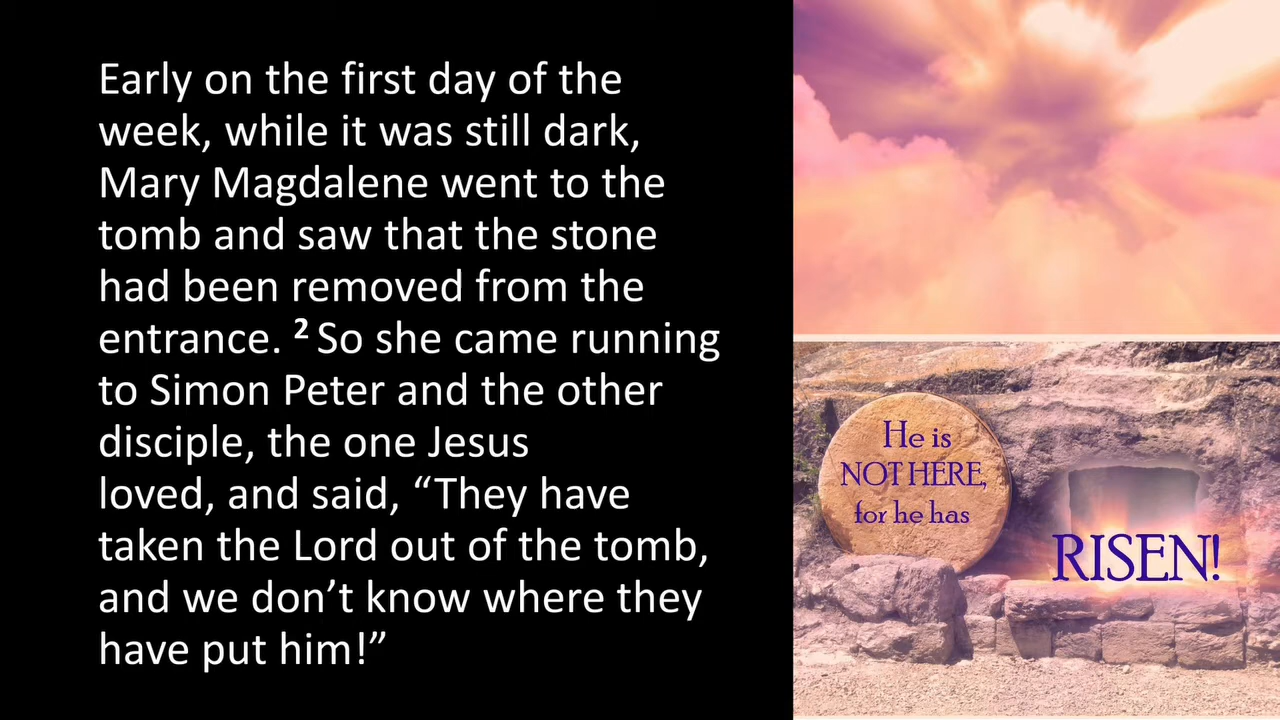 Early on the first day of the
week, while it was still dark,
Mary Magdalene went to the
tomb and saw that the stone
had been removed from the
entrance. ² So she came running
to Simon Peter and the other
disciple, the one Jesus
loved, and said, “They have
taken the Lord out of the tomb,
and we don’t know where they
have put him!”
He is
NOT HERE,
for he has
RISEN!